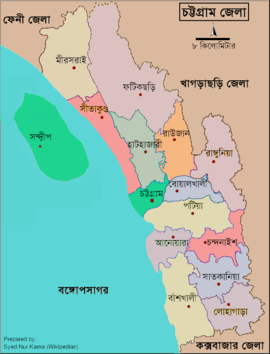 চট্টগ্রাম জেলা
৮ কিলোমিটার
ফেনী জেলা
মীরসরাই
খাগড়াছড়ি জেলা
ফটিকছড়ি
সীতাকুণ্ড
সন্দ্বীপ
হাটহাজারী
রাউজান
রাঙ্গুনিয়া
চট্টগ্রাম
বোয়ালখালী
পটিয়া
আনোয়ারা
চন্দনাইশ
সাতকানিয়া
বঙ্গোপসাগর
বাঁশখালী
লোহাগাড়া
Prepared by:
Syed Nur Kama (Wikipedian)
কক্সবাজার জেলা